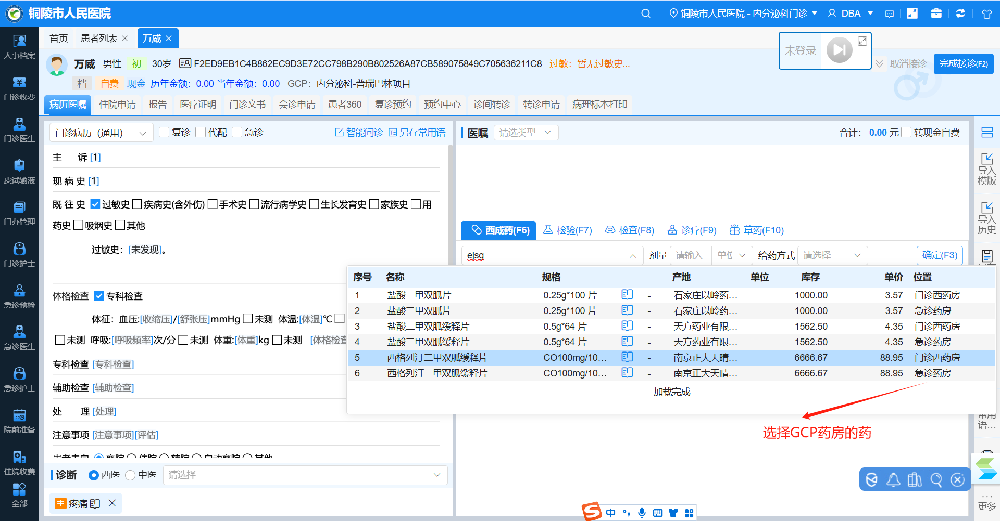 铜陵市人民医院
铜陵市人民医院 - 内分泌科门诊 DBA
首页 患者列表 万威
未登录
人事档案
门诊收费
门诊医生
皮试输液
门办管理
门诊护士
急诊预检
急诊医生
急诊护士
院前准备
住院收费
全部
万威 男性 初 30岁 F2ED9EB1C4B862EC9D3E72CC798B290B802526A87CB589075849C705636211C8 过敏：暂无过敏史... 取消接诊 完成接诊(F2)
档 自费 现金 历年金额：0.00 当年金额：0.00 GCP：内分泌科-普瑞巴林项目
病历医嘱 住院申请 报告 医疗证明 门诊文书 会诊申请 患者360 复诊预约 预约中心 诊间转诊 转诊申请 病理标本打印
门诊病历（通用） 复诊 代配 急诊 智能问诊 另存常用语
主 诉 [1]
现 病 史 [1]
既 往 史 过敏史 疾病史(含外伤) 手术史 流行病学史 生长发育史 家族史 用
药史 吸烟史 其他
过敏史：[未发现]。
体格检查 专科检查
体征：血压:[收缩压]/[舒张压]mmHg 未测 体温:[体温]℃
未测 呼吸:[呼吸频率]次/分 未测 体重:[体重]kg 未测 [体格检查
专科检查 [专科检查]
辅助检查 [辅助检查]
处 理 [处理]
注意事项 [注意事项][评估]
患者去向 离院 住院 转院 自动离院 其他
诊断 西医 中医 请选择
主 疼痛
医嘱 请选类型 合计： 0.00 元 转现金自费
西成药(F6) 检验(F7) 检查(F8) 诊疗(F9) 草药(F10)
ejsg 剂量 请输入 单位 给药方式 请选择 确定(F3)
序号 名称 规格 产地 单位 库存 单价 位置
1 盐酸二甲双胍片 0.25g*100 片 - 石家庄以岭药... 1000.00 3.57 门诊西药房
2 盐酸二甲双胍片 0.25g*100 片 - 石家庄以岭药... 1000.00 3.57 急诊药房
3 盐酸二甲双胍缓释片 0.5g*64 片 - 天方药业有限... 1562.50 4.35 门诊西药房
4 盐酸二甲双胍缓释片 0.5g*64 片 - 天方药业有限... 1562.50 4.35 急诊药房
5 西格列汀二甲双胍缓释片 CO100mg/10... - 南京正大天晴... 6666.67 88.95 门诊西药房
6 西格列汀二甲双胍缓释片 CO100mg/10... - 南京正大天晴... 6666.67 88.95 急诊药房
加载完成
选择GCP药房的药
导入
模版
导入
历史
常用
语...
更多
中